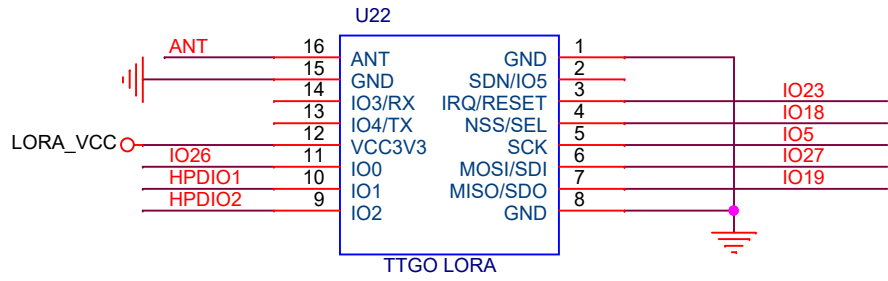 U22
ANT 16 ANT GND 1
15 GND SDN/IO5 2
14 IO3/RX IRQ/RESET 3 IO23
13 IO4/TX NSS/SEL 4 IO18
LORA_VCC 12 VCC3V3 SCK 5 IO5
IO26 11 IO0 MOSI/SDI 6 IO27
HPDIO1 10 IO1 MISO/SDO 7 IO19
HPDIO2 9 IO2 GND 8
TTGO LORA